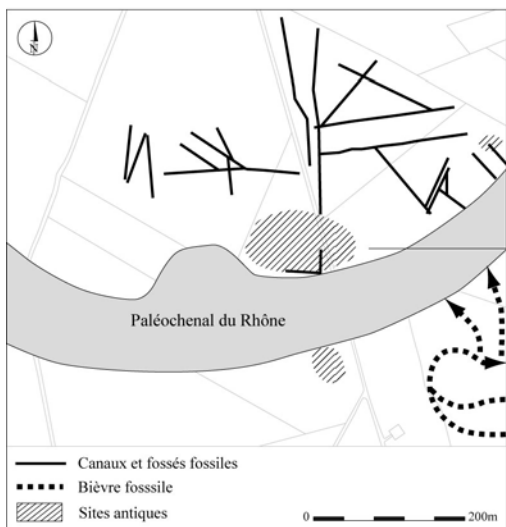 N
Paléochenal du Rhône
Canaux et fossés fossiles
Bièvre fosssile
Sites antiques
0 200m